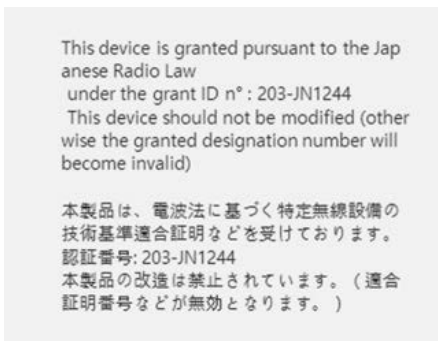 This device is granted pursuant to the Jap
anese Radio Law
under the grant ID n° : 203-JN1244
This device should not be modified (other
wise the granted designation number will
become invalid)
本製品は、電波法に基づく特定無線設備の
技術基準適合証明などを受けております。
認証番号: 203-JN1244
本製品の改造は禁止されています。(適合
証明番号などが無効となります。)